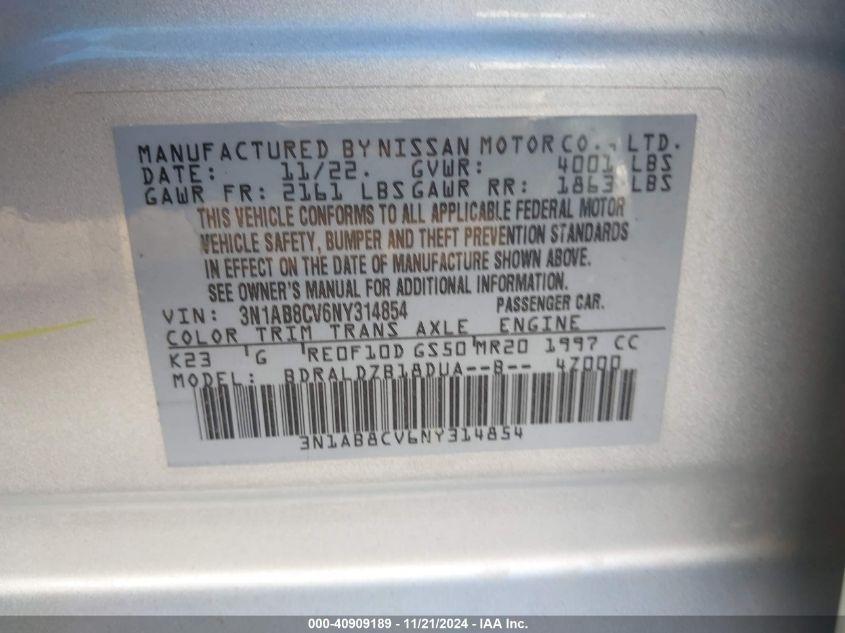 MANUFACTURED BY NISSAN MOTOR CO., LTD.
DATE: 11/22. GVWR: 4001 LBS
GAWR FR: 2161 LBS GAWR RR: 1863 LBS
THIS VEHICLE CONFORMS TO ALL APPLICABLE FEDERAL MOTOR
VEHICLE SAFETY, BUMPER AND THEFT PREVENTION STANDARDS
IN EFFECT ON THE DATE OF MANUFACTURE SHOWN ABOVE.
SEE OWNER'S MANUAL FOR ADDITIONAL INFORMATION.
VIN: 3N1AB8CV6NY314854 PASSENGER CAR.
COLOR TRIM TRANS AXLE ENGINE
K23 G RE0F10D GS50 MR20 1997 CC
MODEL: BDRALDZB18DUA--B-- 4Z000
3N1AB8CV6NY314854
000-40909189 - 11/21/2024 - IAA Inc.